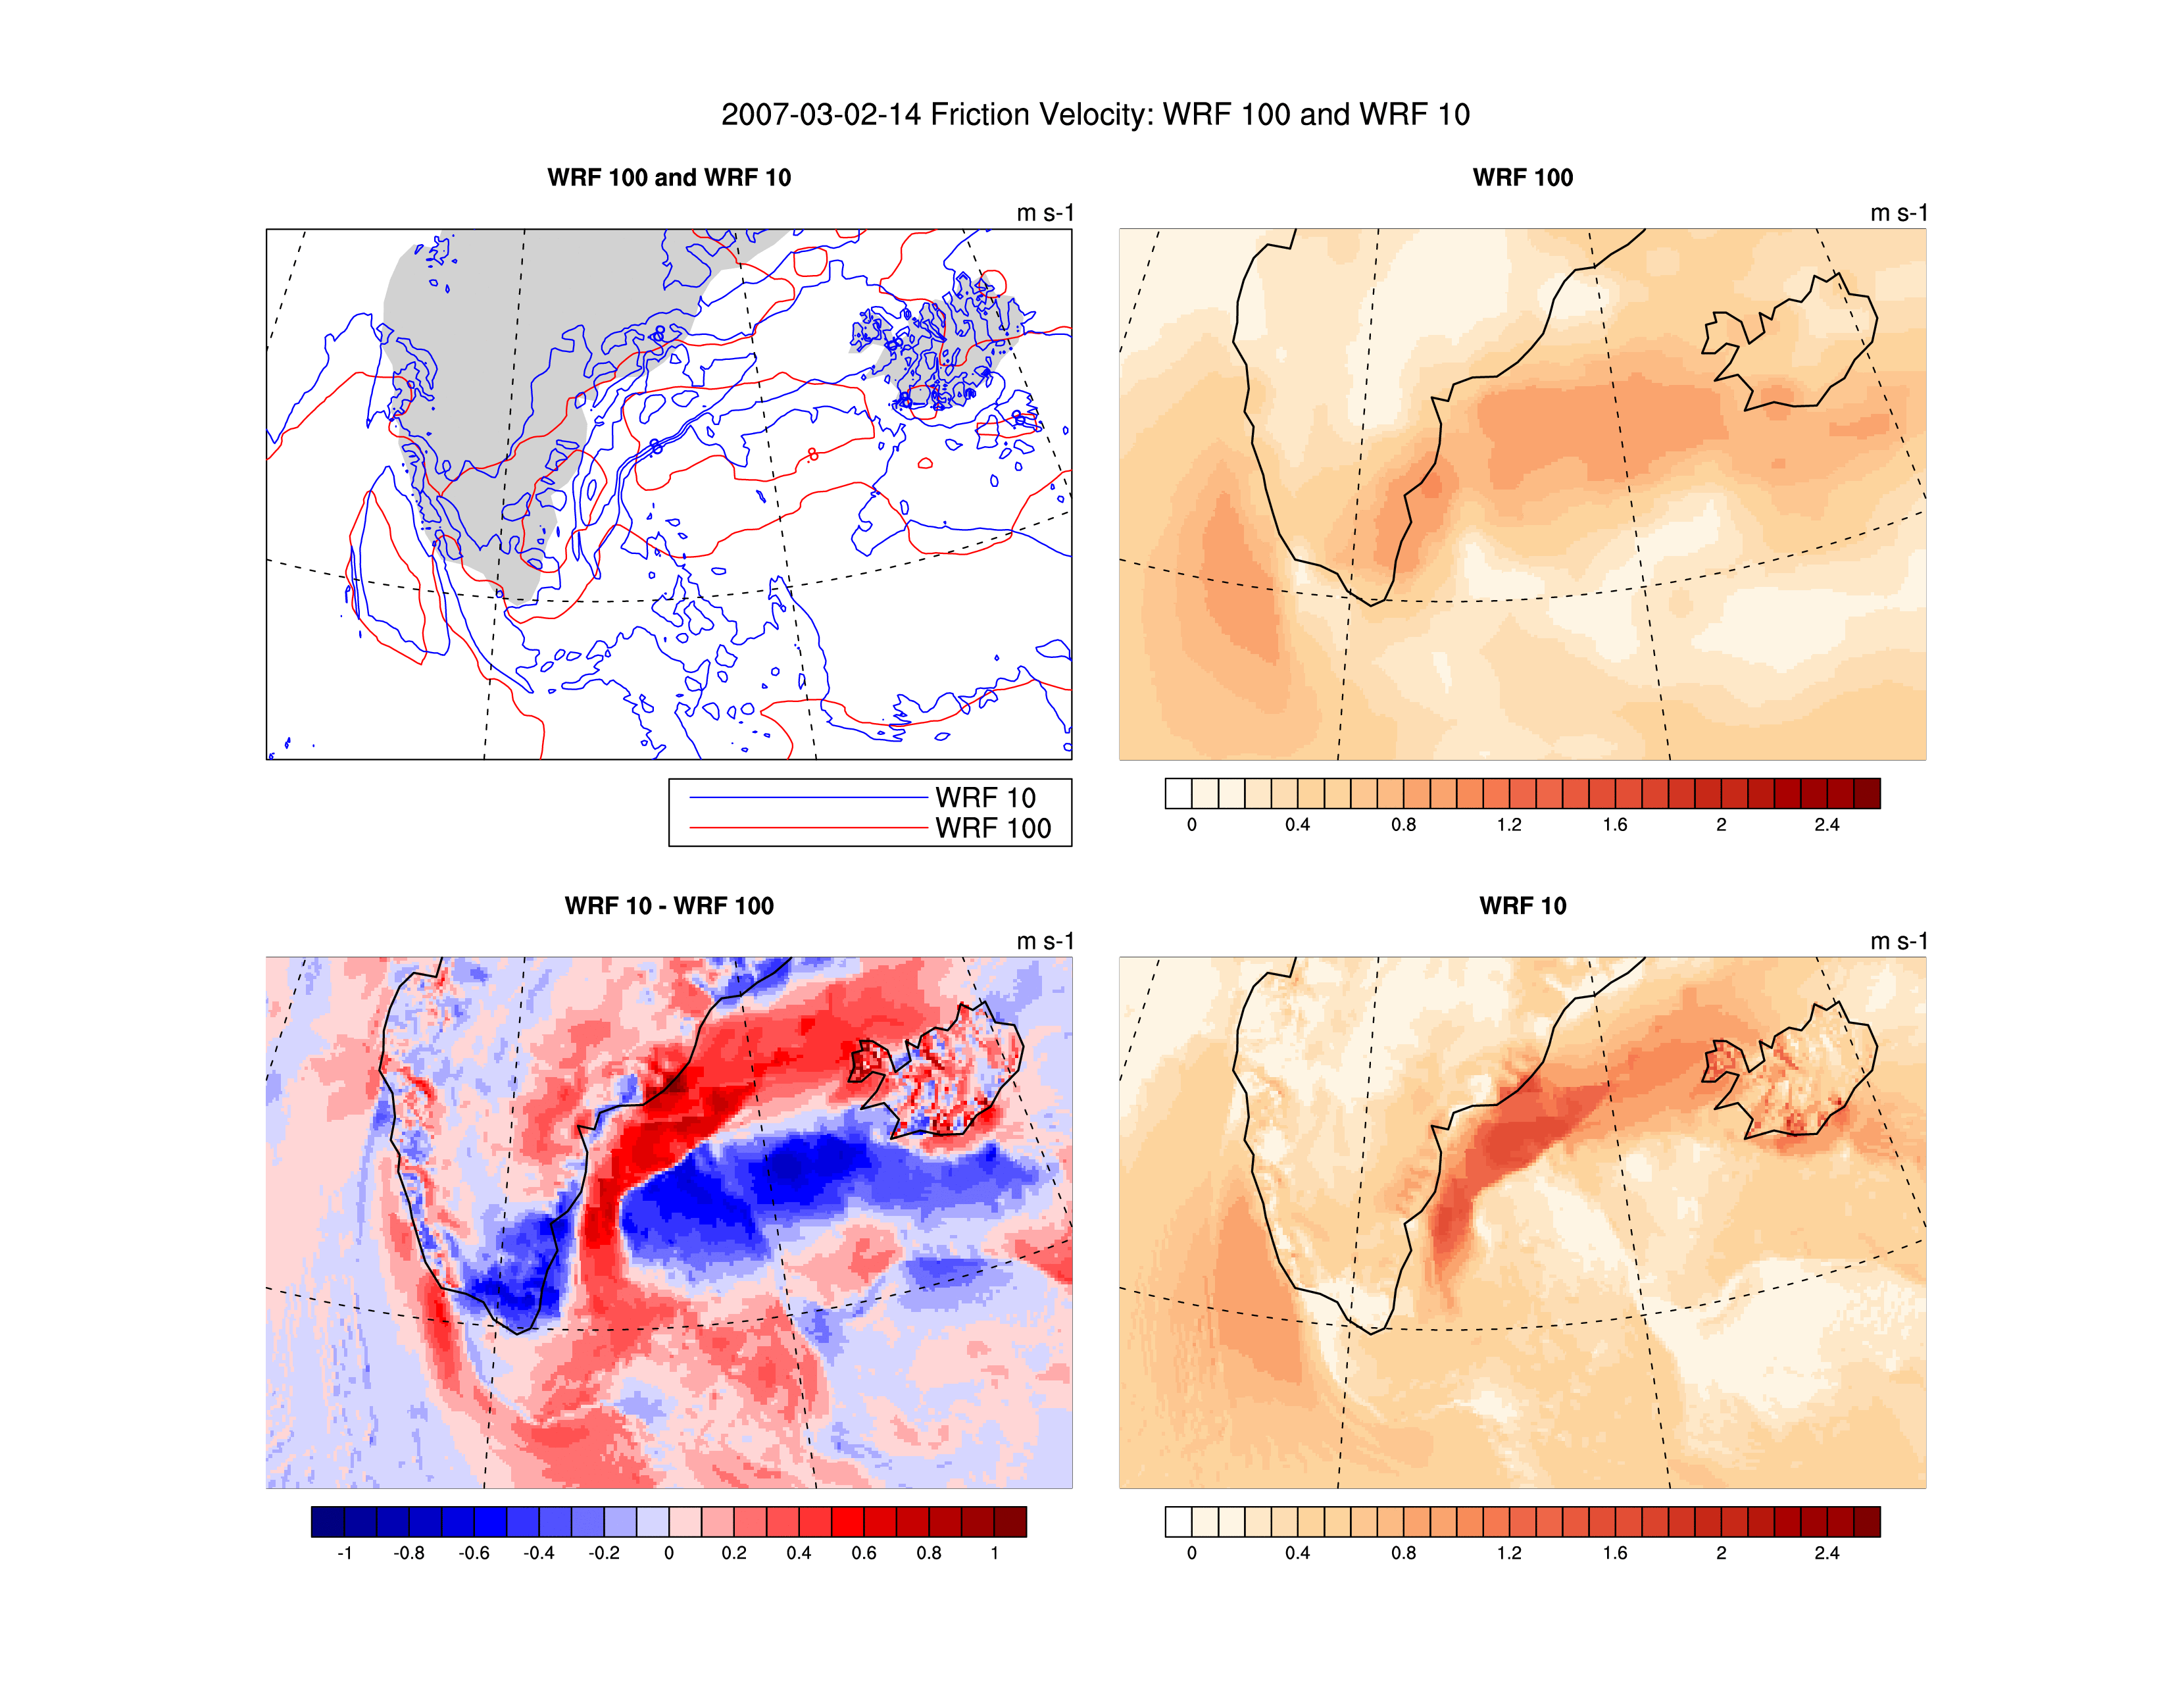 2007-03-02-14 Friction Velocity: WRF 100 and WRF 10
WRF 100 and WRF 10
m s-1
8
8
8
8
8
WRF 10
WRF 100
WRF 100
m s-1
0 0.4 0.8 1.2 1.6 2 2.4
WRF 10 - WRF 100
m s-1
-1 -0.8 -0.6 -0.4 -0.2 0 0.2 0.4 0.6 0.8 1
WRF 10
m s-1
0 0.4 0.8 1.2 1.6 2 2.4